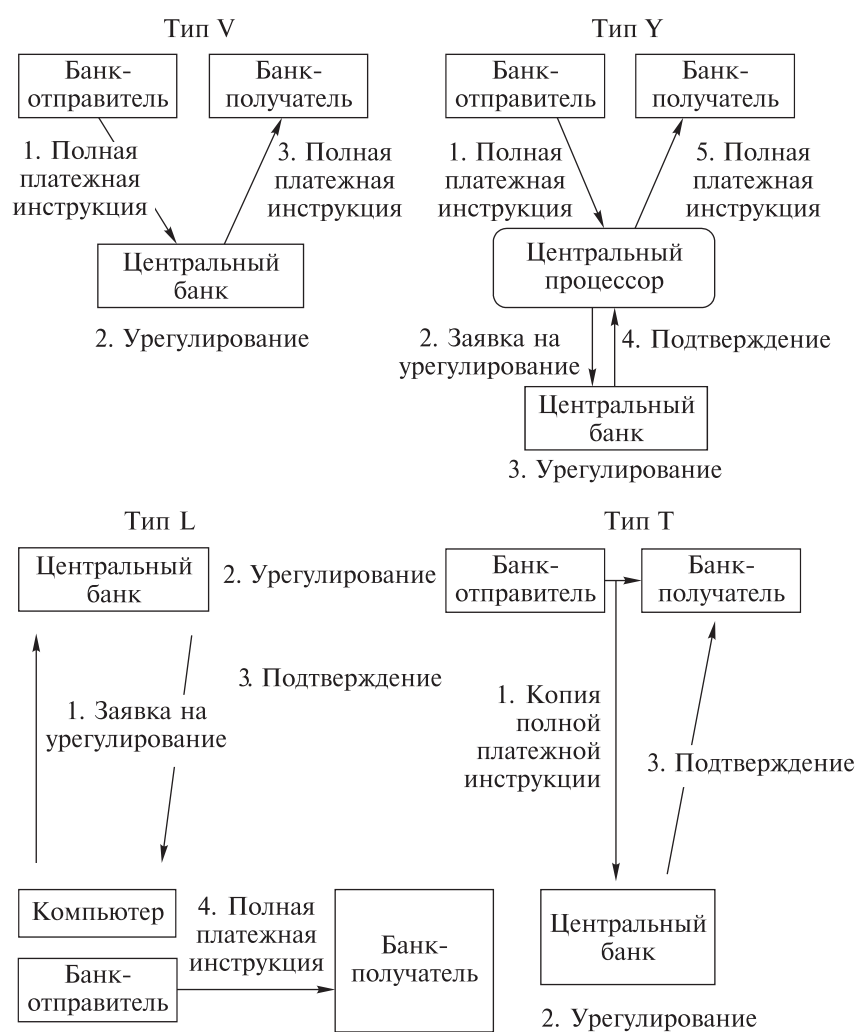 Тип V
Банк-
отправитель
Банк-
получатель
1. Полная
платежная
инструкция
3. Полная
платежная
инструкция
Центральный
банк
2. Урегулирование
Тип Y
Банк-
отправитель
Банк-
получатель
1. Полная
платежная
инструкция
5. Полная
платежная
инструкция
Центральный
процессор
2. Заявка на
урегулирование
4. Подтверждение
Центральный
банк
3. Урегулирование
Тип L
Центральный
банк
2. Урегулирование
3. Подтверждение
1. Заявка на
урегулирование
Компьютер
Банк-
отправитель
4. Полная
платежная
инструкция
Банк-
получатель
Тип T
Банк-
отправитель
Банк-
получатель
1. Копия
полной
платежной
инструкции
3. Подтверждение
Центральный
банк
2. Урегулирование